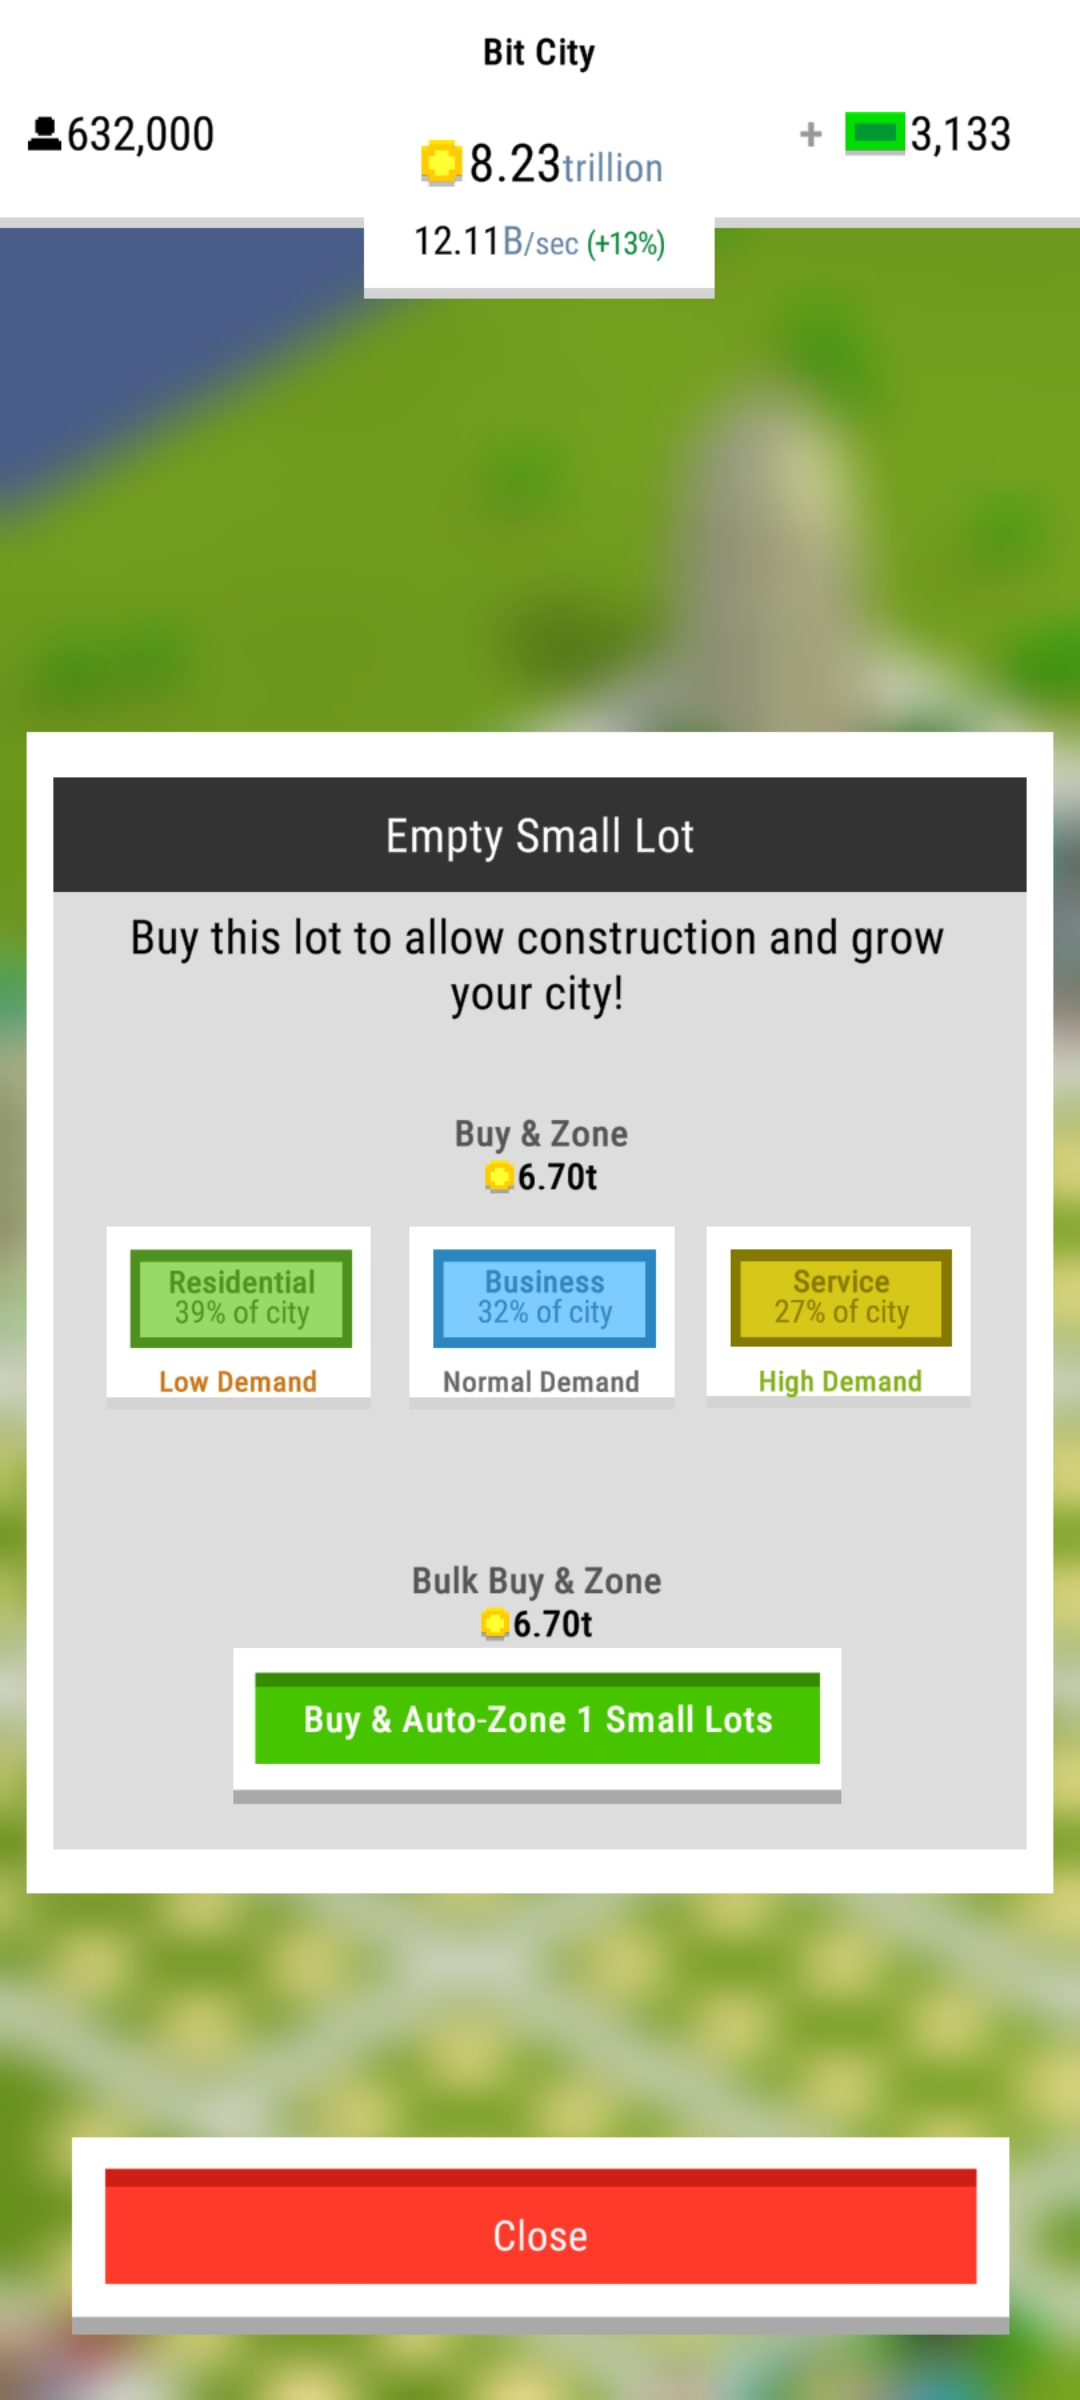 Bit City
632,000
8.23trillion
+ 3,133
12.11B/sec (+13%)
Empty Small Lot
Buy this lot to allow construction and grow
your city!
Buy & Zone
6.70t
Residential
39% of city
Low Demand
Business
32% of city
Normal Demand
Service
27% of city
High Demand
Bulk Buy & Zone
6.70t
Buy & Auto-Zone 1 Small Lots
Close